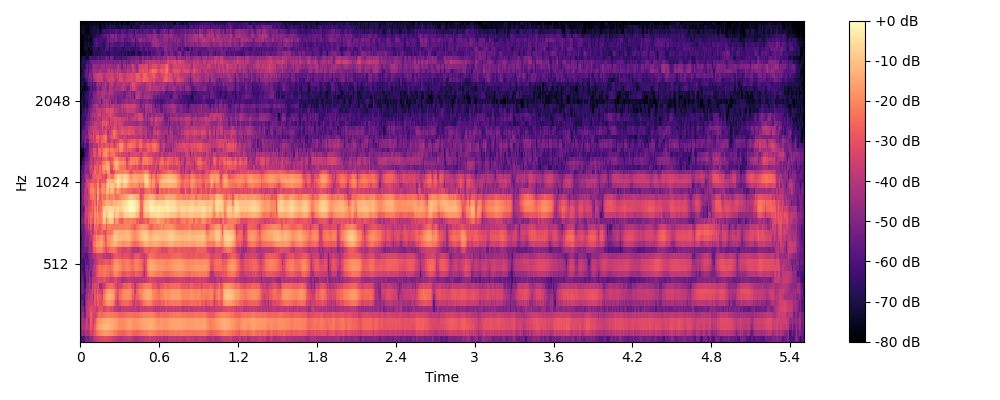 +0 dB
-10 dB
2048
-20 dB
-30 dB
Hz
1024
-40 dB
-50 dB
512
-60 dB
-70 dB
-80 dB
0 0.6 1.2 1.8 2.4 3 3.6 4.2 4.8 5.4
Time